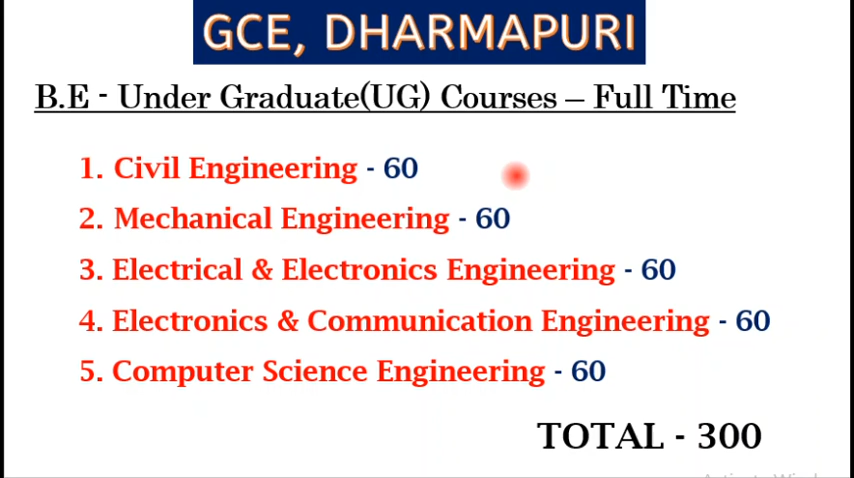 GCE, DHARMAPURI
B.E - Under Graduate(UG) Courses – Full Time
1. Civil Engineering - 60
2. Mechanical Engineering - 60
3. Electrical & Electronics Engineering - 60
4. Electronics & Communication Engineering - 60
5. Computer Science Engineering - 60
TOTAL - 300